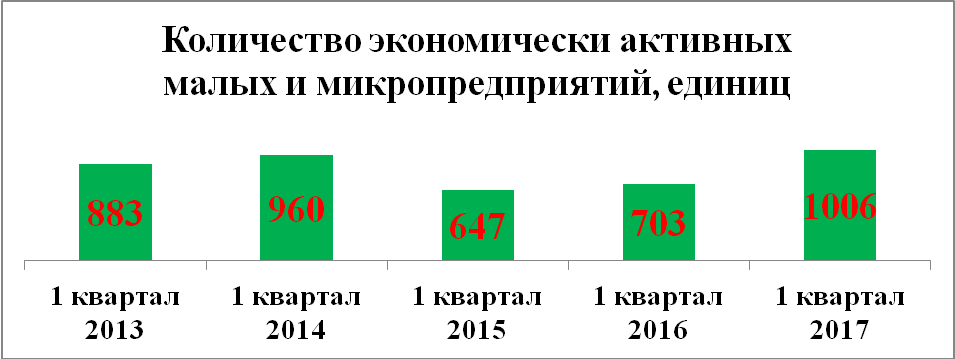 Количество экономически активных
малых и микропредприятий, единиц
883
960
647
703
1006
1 квартал
2013
1 квартал
2014
1 квартал
2015
1 квартал
2016
1 квартал
2017